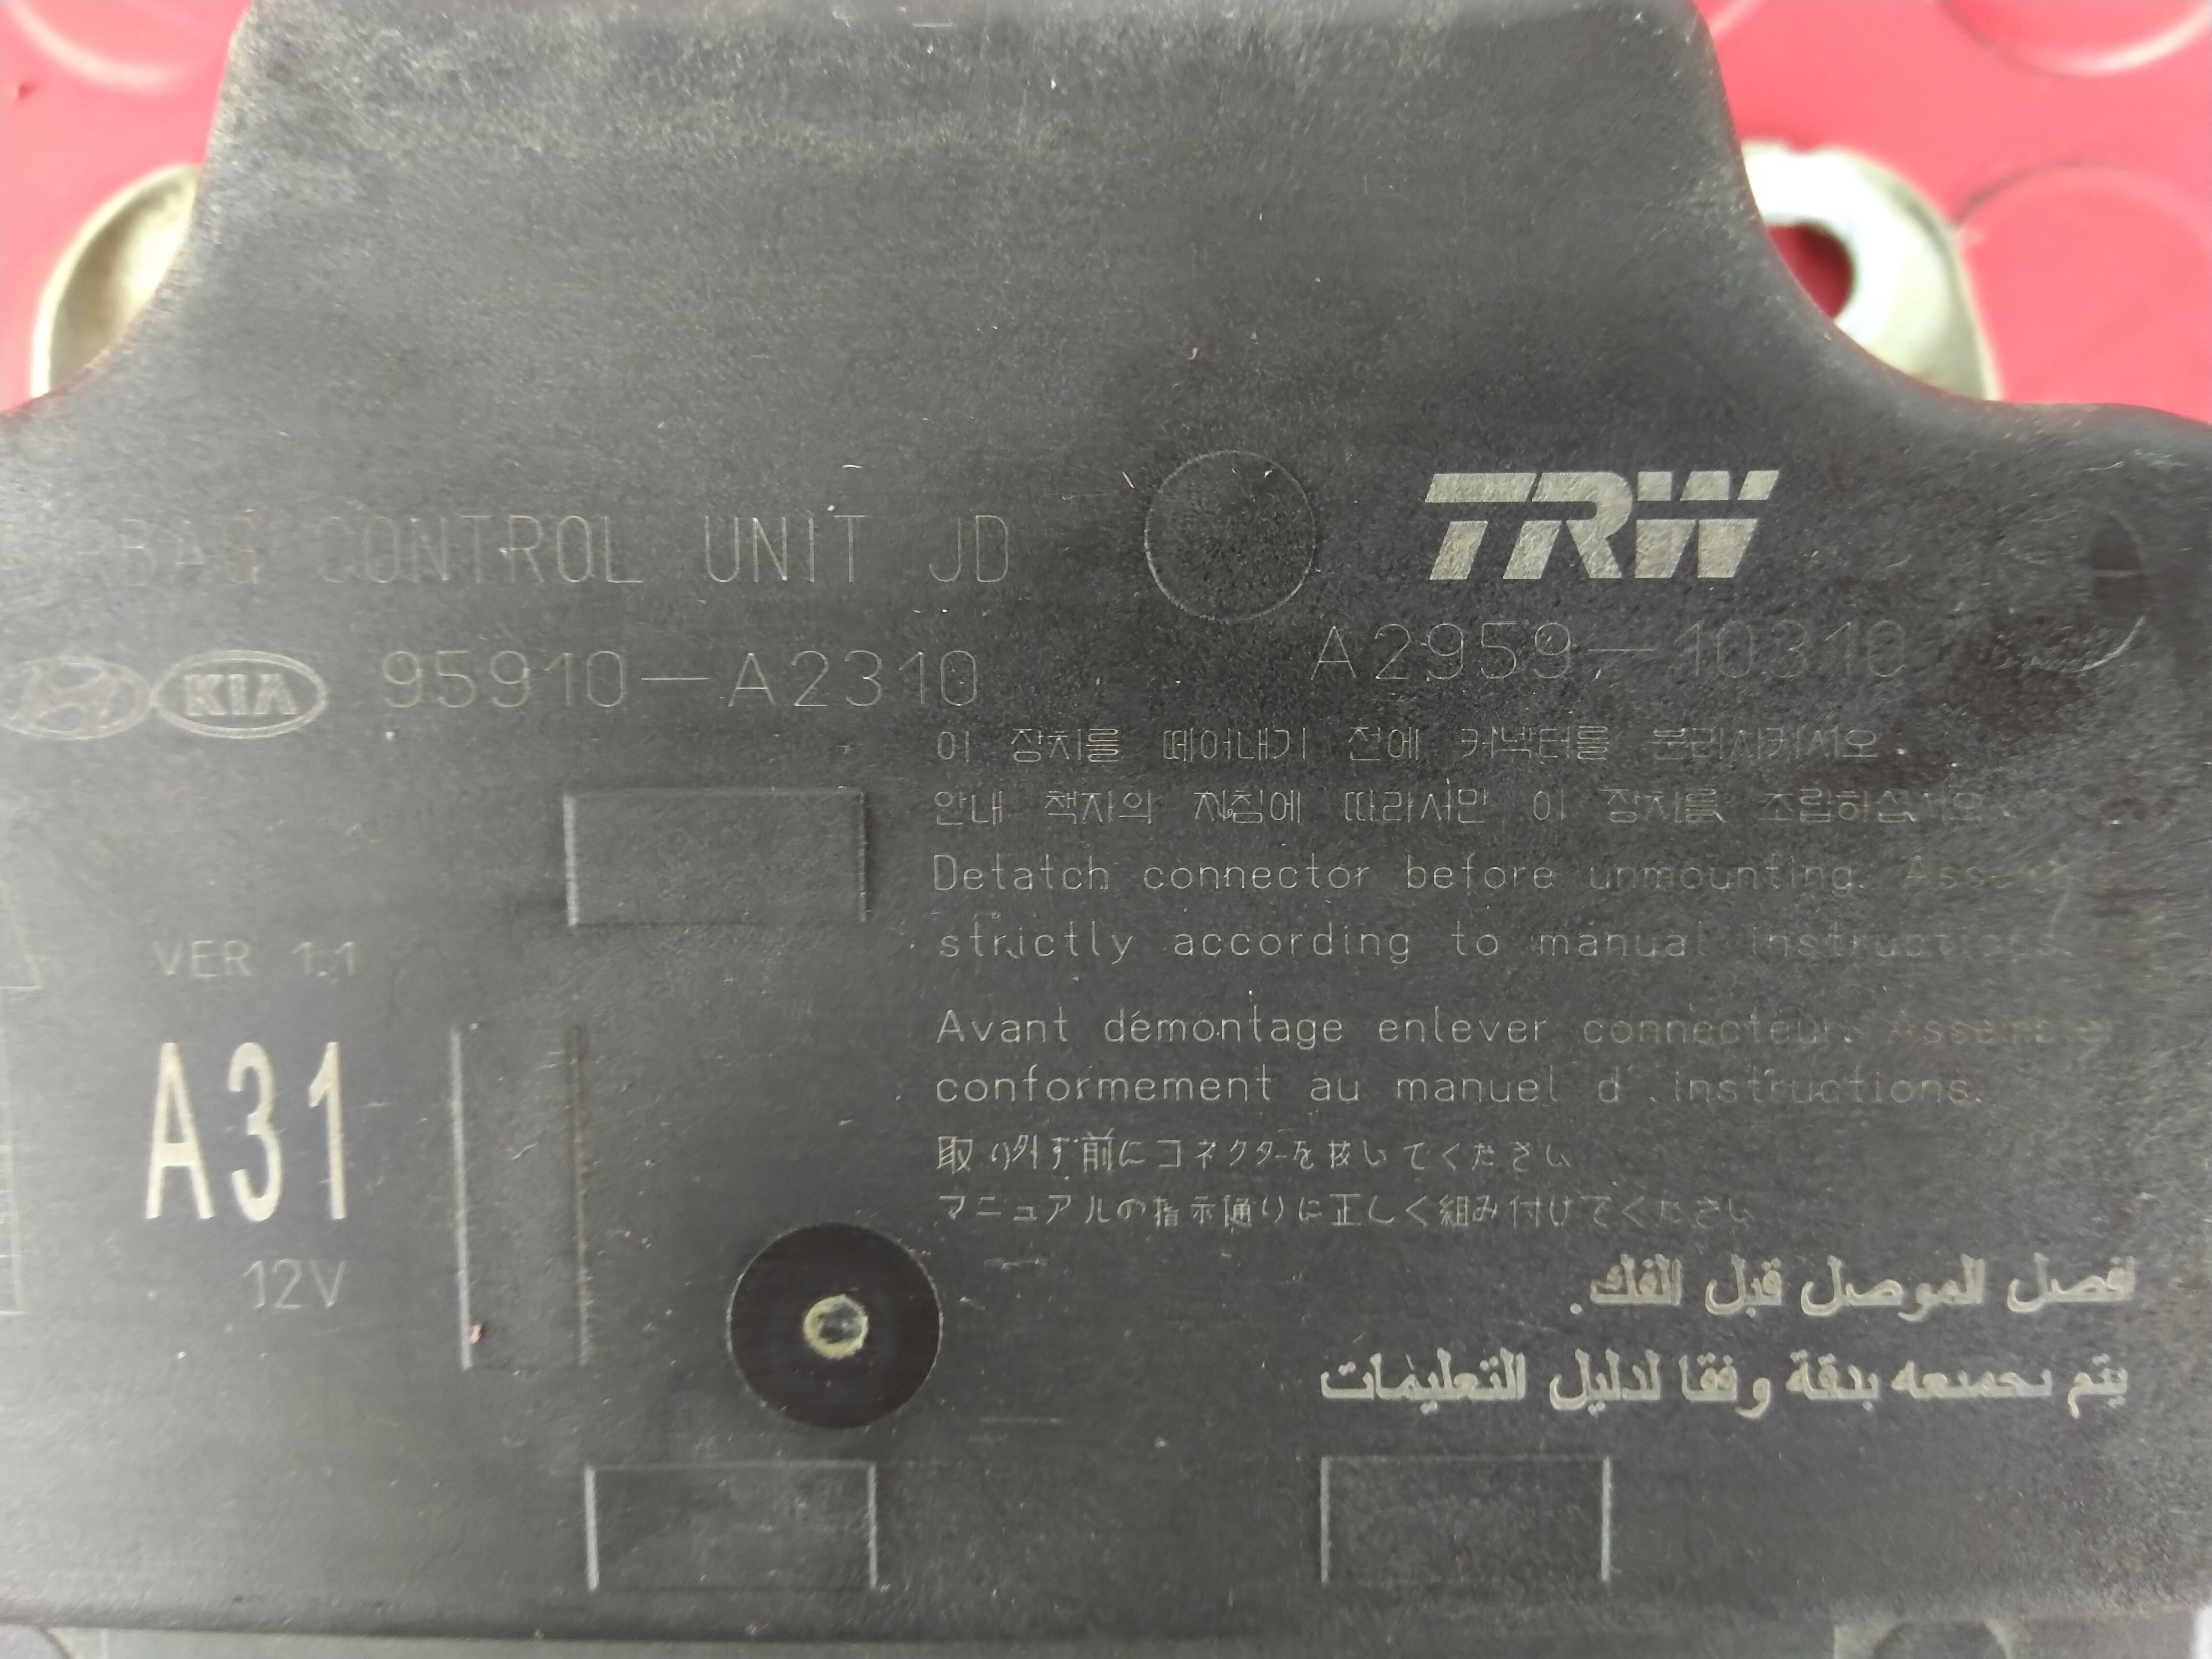 AIRBAG CONTROL UNIT JD
TRW
A2959-10310
KIA 95910-A2310
이 장치를 떼어내기 전에 커넥터를 분리시키시오.
안내 책자의 지침에 따라서만 이 장치를 조립하십시오.
Detatch connector before unmounting.
strictly according to manual instructions.
Avant démontage enlever connecteur. Assembler
conformement au manuel d' instructions.
VER 1.1
A31
12V
取り外す前にコネクターを抜いてください
マニュアルの指示通りに正しく組み付けてください
افصل الموصل قبل الفك.
يتم تجميعه بدقة وفقا لدليل التعليمات